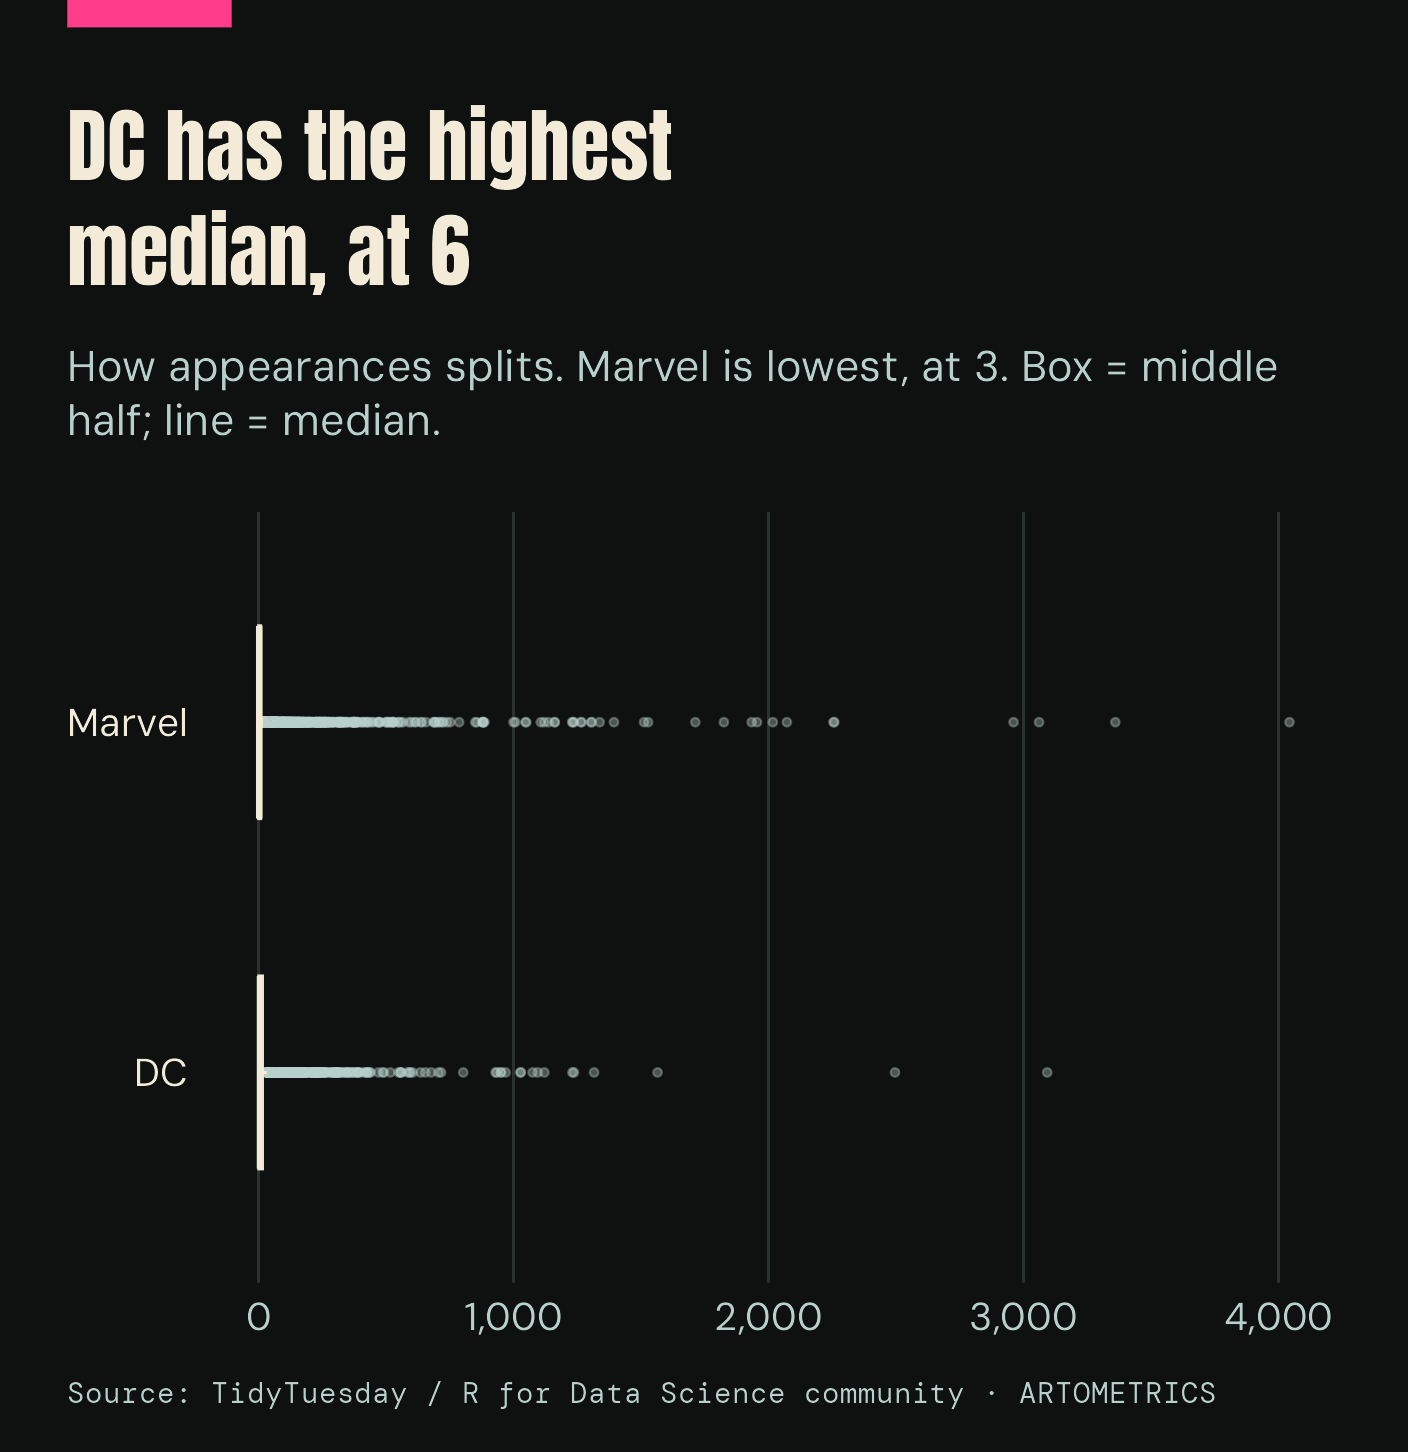 DC has the highest
median, at 6
How appearances splits. Marvel is lowest, at 3. Box = middle
half; line = median.
Marvel
DC
0 1,000 2,000 3,000 4,000
Source: TidyTuesday / R for Data Science community · ARTOMETRICS